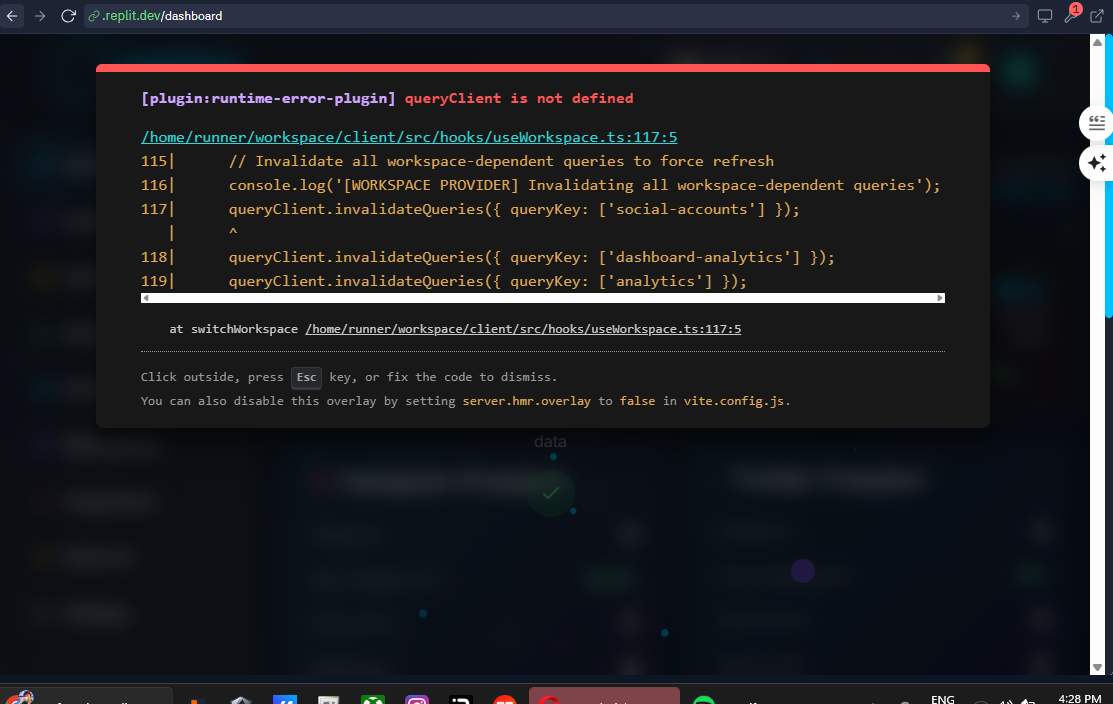 .replit.dev/dashboard
1
[plugin:runtime-error-plugin] queryClient is not defined
/home/runner/workspace/client/src/hooks/useWorkspace.ts:117:5
115|      // Invalidate all workspace-dependent queries to force refresh
116|      console.log('[WORKSPACE PROVIDER] Invalidating all workspace-dependent queries');
117|      queryClient.invalidateQueries({ queryKey: ['social-accounts'] });
   |      ^
118|      queryClient.invalidateQueries({ queryKey: ['dashboard-analytics'] });
119|      queryClient.invalidateQueries({ queryKey: ['analytics'] });
at switchWorkspace /home/runner/workspace/client/src/hooks/useWorkspace.ts:117:5
Click outside, press Esc key, or fix the code to dismiss.
You can also disable this overlay by setting server.hmr.overlay to false in vite.config.js.
data
ENG
4:28 PM